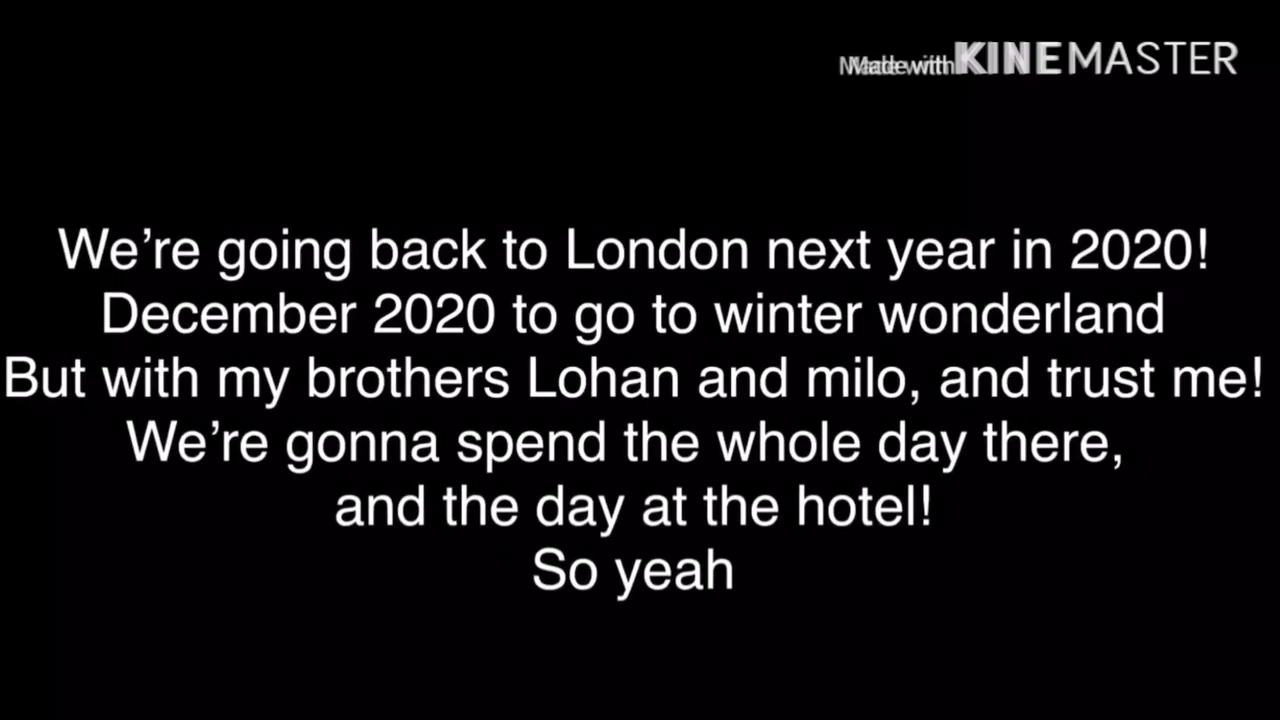 Made with KINEMASTER
We’re going back to London next year in 2020!
December 2020 to go to winter wonderland
But with my brothers Lohan and milo, and trust me!
We’re gonna spend the whole day there,
and the day at the hotel!
So yeah